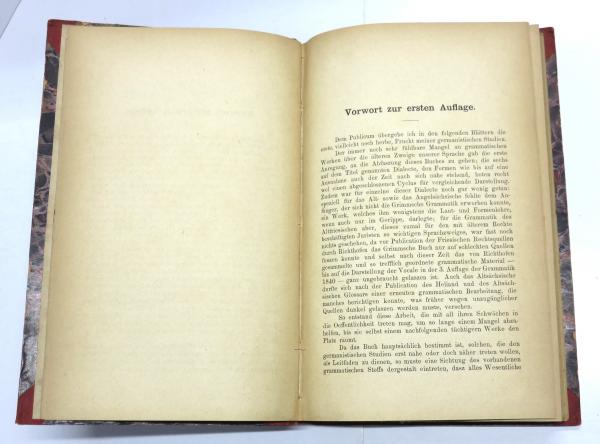 Vorwort zur ersten Auflage.
Dem Publicum übergebe ich in den folgenden Blättern die
erste, vielleicht noch herbe, Frucht meiner germanistischen Studien.
Der immer noch sehr fühlbare Mangel an grammatischen
Werken über die älteren Zweige unserer Sprache gab die erste
Anregung, an die Abfassung dieses Buches zu gehen; die sechs
auf dem Titel genannten Dialecte, den Formen wie bis auf eine
Ausnahme auch der Zeit nach sich nahe stehend, boten recht
wol einen abgeschlossenen Cyclus für vergleichende Darstellung.
Zudem war für einzelne dieser Dialecte noch gar wenig getan:
speziell für das Alt- sowie das Angelsächsische fehlte dem An-
fänger, der sich nicht die Grimmsche Grammatik erwerben konnte,
ein Werk, welches ihm wenigstens die Laut- und Formenlehre,
wenn auch nur im Gerippe, darlegte; für die Grammatik des
Altfriesischen aber, dieses zumal für den mit älterem Rechte
beschäftigten Juristen so wichtigen Sprachzweiges, war fast noch
nichts geschehen, da vor Publication der Friesischen Rechtsquellen
durch Richthofen das Grimmsche Buch nur auf schlechten Quellen
fussen konnte und selbst nach dieser Zeit das von Richthofen
gesammelte und so trefflich geordnete grammatische Material —
bis auf die Darstellung der Vocale in der 3. Auflage der Grammatik
1840 — ganz ungebraucht gelassen ist. Auch das Altsächsische
durfte sich nach der Publication des Heliand und des Altsäch-
sischen Glossars einer erneuten grammatischen Bearbeitung, die
manches berichtigen konnte, was früher wegen unzugänglicher
Quellen dunkel gelassen werden muste, versehen.
So entstand diese Arbeit, die mit all ihren Schwächen in
die Oeffentlichkeit treten mag, um so lange einem Mangel abzu-
helfen, bis sie selbst einem nachfolgenden tüchtigern Werke den
Platz räumt.
Da das Buch hauptsächlich bestimmt ist, solchen, die den
germanistischen Studien erst nahe oder doch näher treten wollen,
als Leitfaden zu dienen, so muste eine Sichtung des vorhandenen
grammatischen Stoffs dergestalt eintreten, dass alles Wesentliche